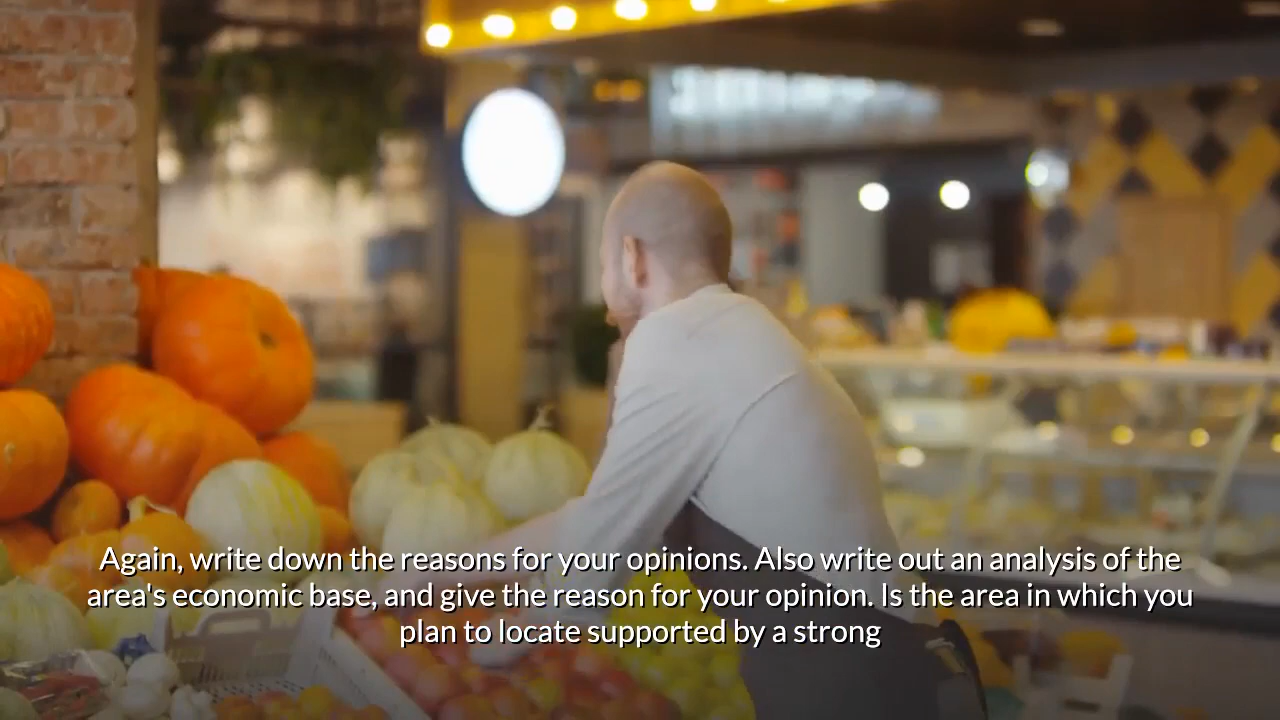 Again, write down the reasons for your opinions. Also write out an analysis of the
area's economic base, and give the reason for your opinion. Is the area in which you
plan to locate supported by a strong